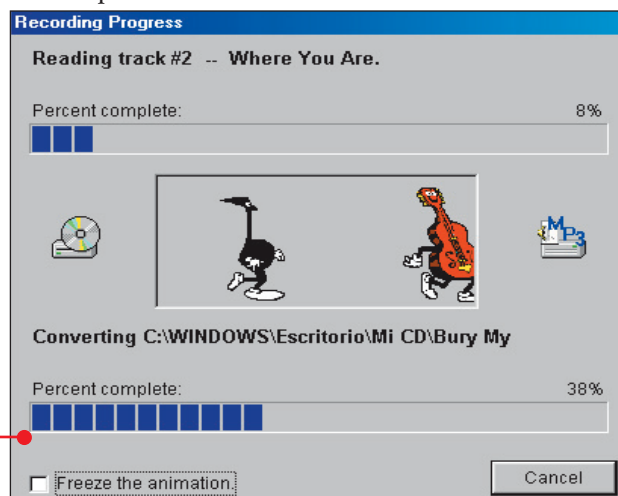 Recording Progress
Reading track #2 -- Where You Are.
Percent complete: 8%
MP3
Converting C:\WINDOWS\Escritorio\Mi CD\Bury My
Percent complete: 38%
Freeze the animation.
Cancel